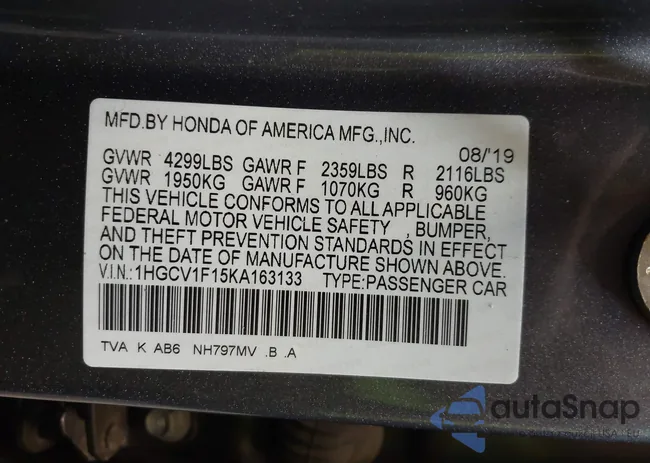 MFD.BY HONDA OF AMERICA MFG.,INC.
08/'19
GVWR 4299LBS GAWR F 2359LBS R 2116LBS
GVWR 1950KG GAWR F 1070KG R 960KG
THIS VEHICLE CONFORMS TO ALL APPLICABLE
FEDERAL MOTOR VEHICLE SAFETY , BUMPER,
AND THEFT PREVENTION STANDARDS IN EFFECT
ON THE DATE OF MANUFACTURE SHOWN ABOVE.
V.I.N.:1HGCV1F15KA163133 TYPE:PASSENGER CAR
TVA K AB6 NH797MV .B .A
autaSnap